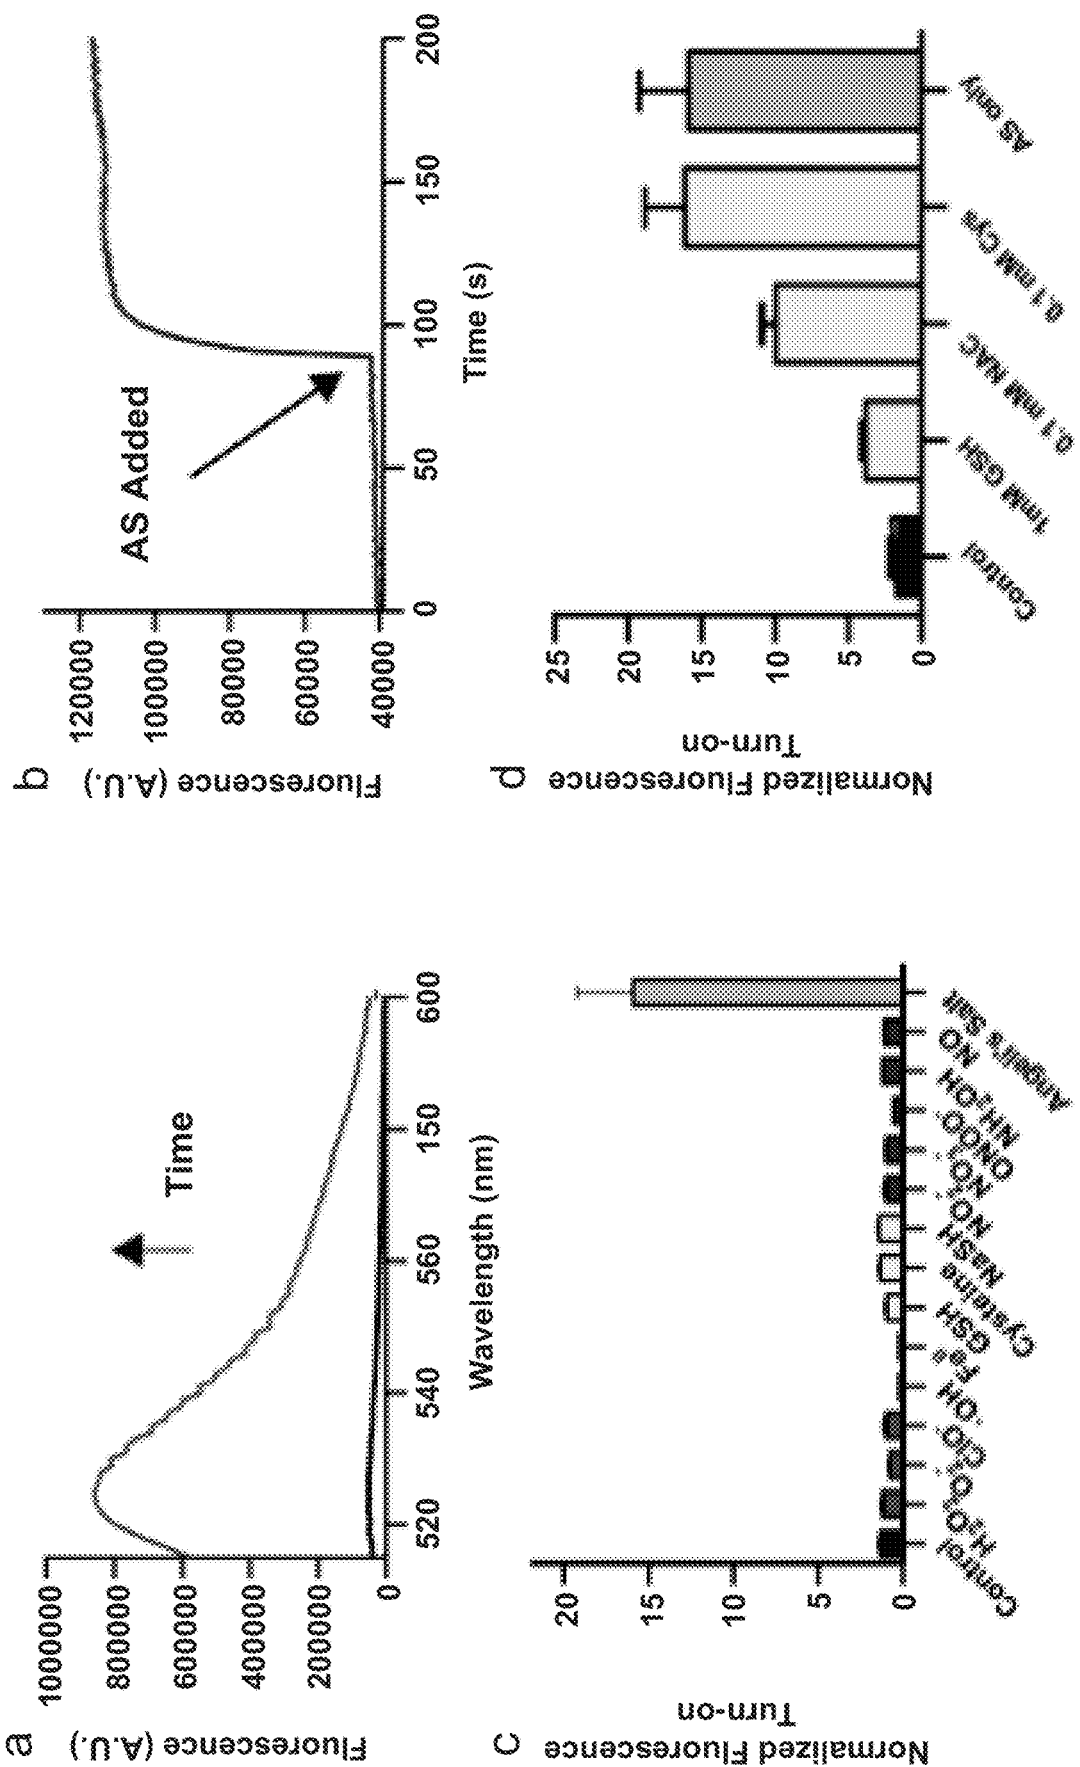 a
Fluorescence (A.U.)
1000000
800000
600000
400000
200000
0
Time
520
540
560
150
600
Wavelength (nm)
b
Fluorescence (A.U.)
120000
100000
80000
60000
40000
AS Added
0
50
100
150
200
Time (s)
c
Normalized Fluorescence
Turn-on
20
15
10
5
0
Control
H₂O₂
ClO⁻
·OH
GSH
Cysteine
NaSH
NO₂⁻
NO₃⁻
ONOO⁻
NH₂OH
NO
Angeli's Salt
d
Normalized Fluorescence
Turn-on
25
20
15
10
5
0
Control
1mM GSH
0.1 mM NAC
0.1 mM Cys
AS only